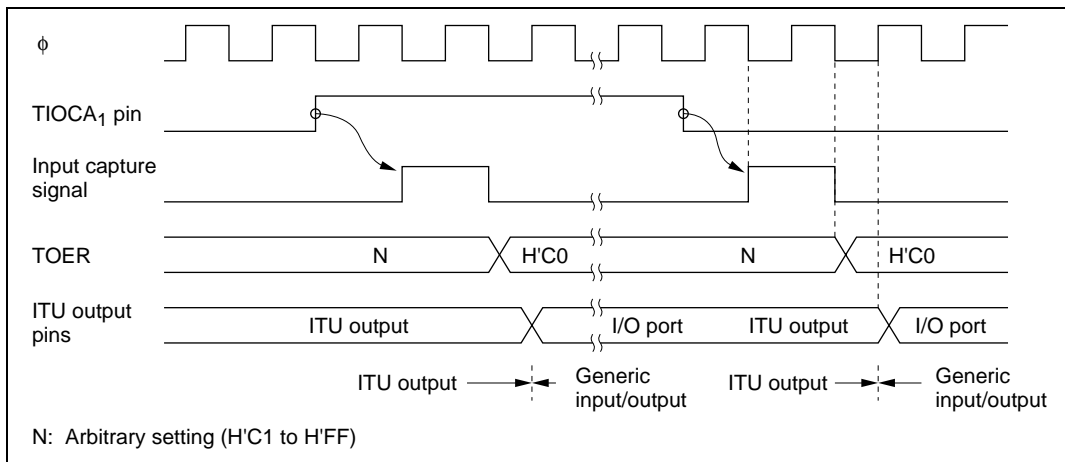 ϕ
TIOCA1 pin
Input capture
signal
TOER
N
H'C0
N
H'C0
ITU output
pins
ITU output
I/O port
ITU output
I/O port
ITU output
Generic
input/output
ITU output
Generic
input/output
N: Arbitrary setting (H'C1 to H'FF)